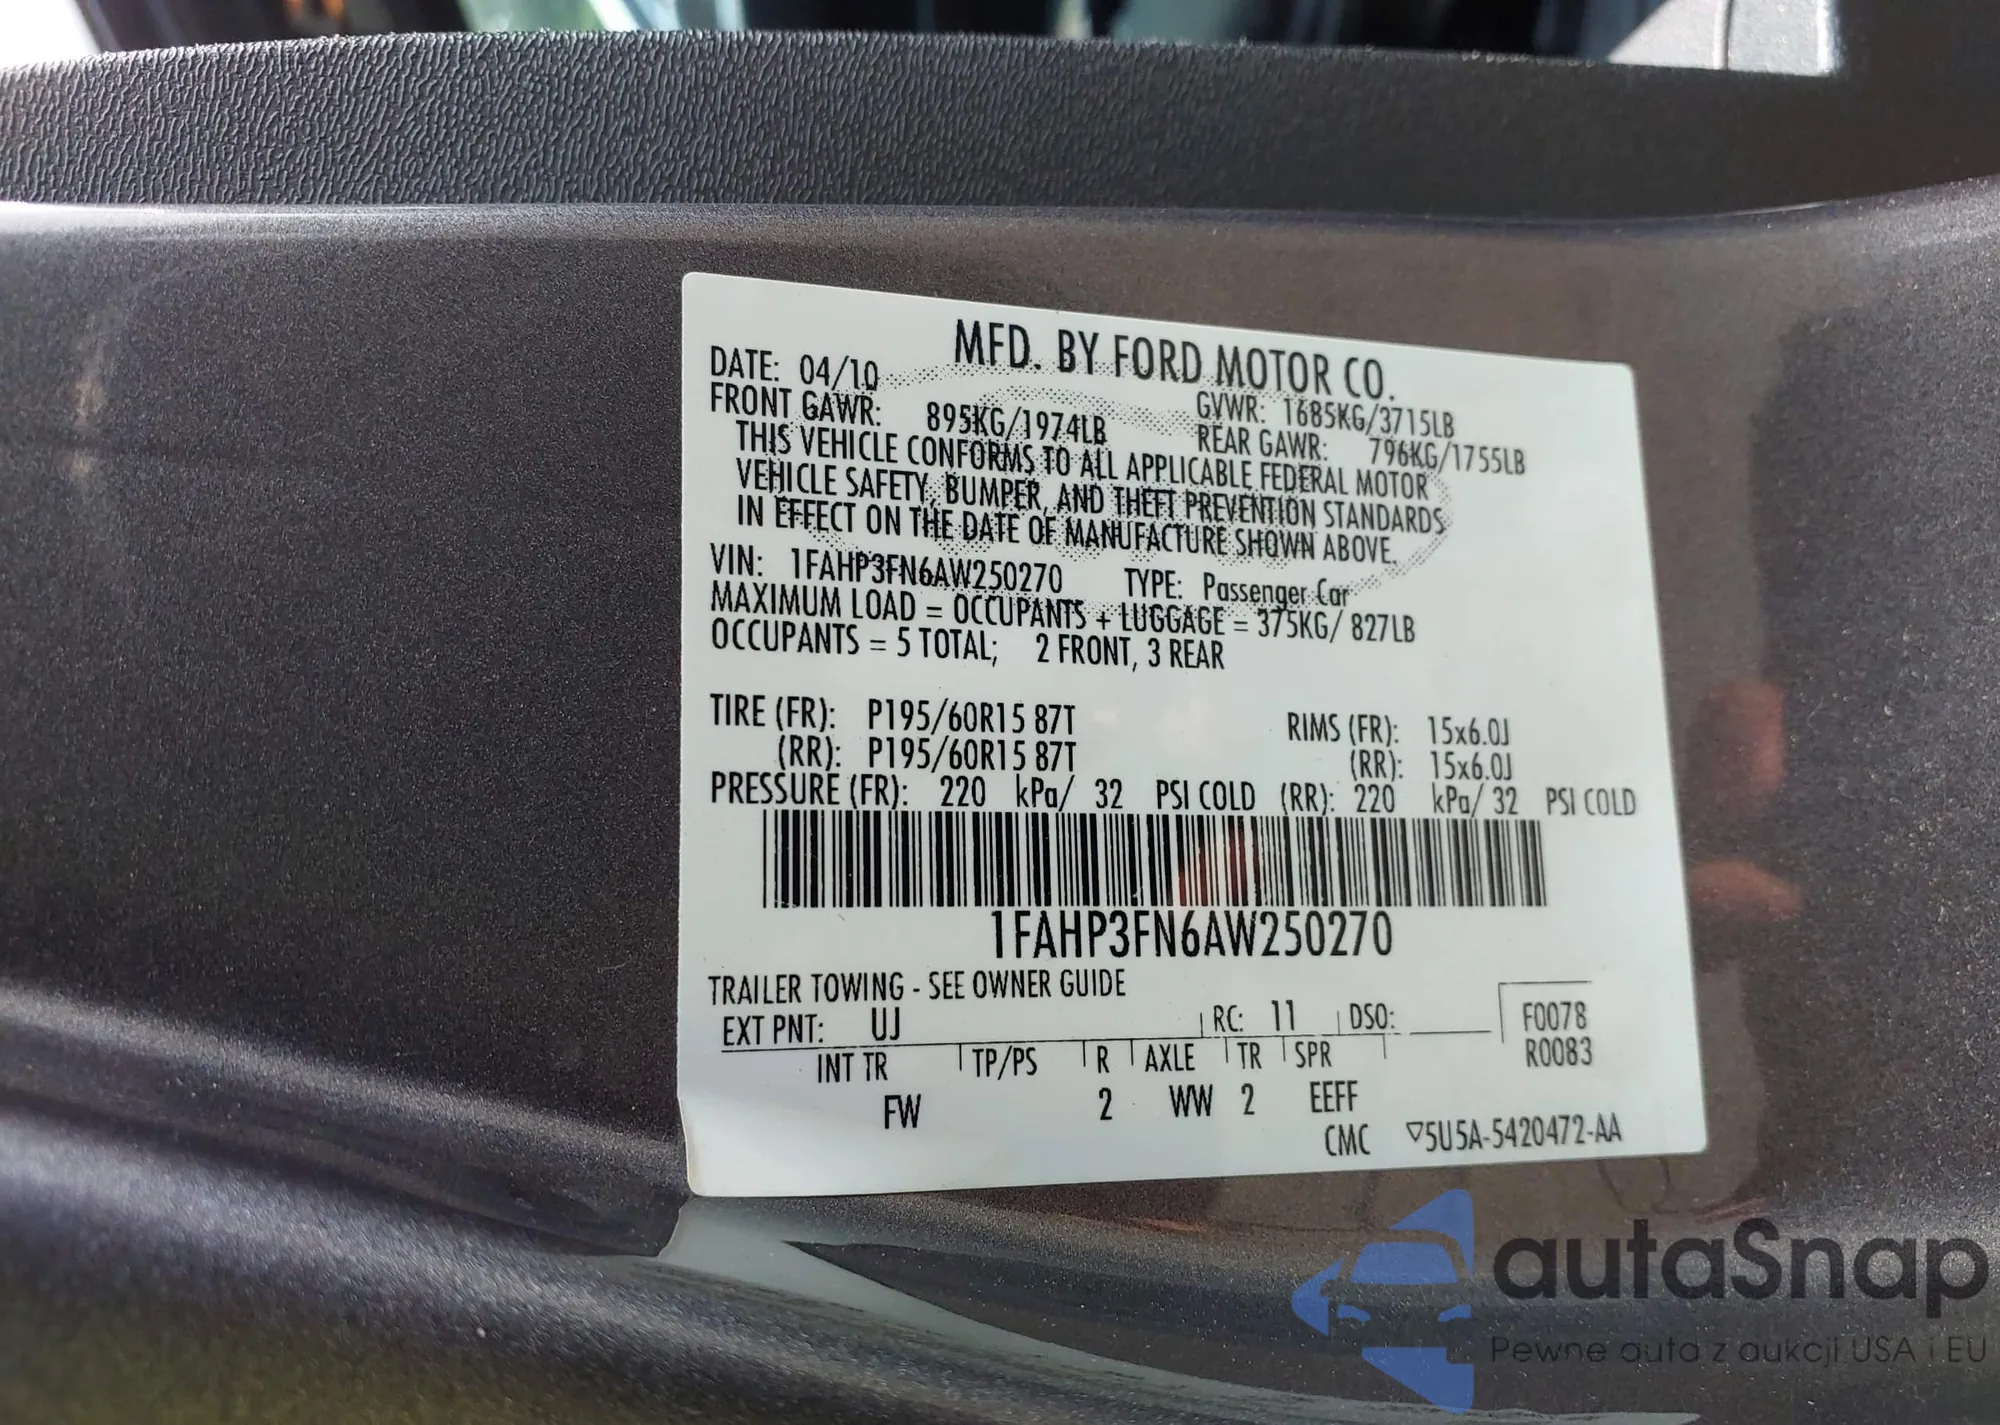 MFD. BY FORD MOTOR CO.
DATE: 04/10 GVWR: 1685KG/3715LB
FRONT GAWR: 895KG/1974LB REAR GAWR: 796KG/1755LB
THIS VEHICLE CONFORMS TO ALL APPLICABLE FEDERAL MOTOR
VEHICLE SAFETY, BUMPER, AND THEFT PREVENTION STANDARDS
IN EFFECT ON THE DATE OF MANUFACTURE SHOWN ABOVE.
VIN: 1FAHP3FN6AW250270 TYPE: Passenger Car
MAXIMUM LOAD = OCCUPANTS + LUGGAGE = 375KG/ 827LB
OCCUPANTS = 5 TOTAL; 2 FRONT, 3 REAR
TIRE (FR): P195/60R15 87T RIMS (FR): 15x6.0J
(RR): P195/60R15 87T (RR): 15x6.0J
PRESSURE (FR): 220 kPa/ 32 PSI COLD (RR): 220 kPa/ 32 PSI COLD
1FAHP3FN6AW250270
TRAILER TOWING - SEE OWNER GUIDE
EXT PNT: UJ RC: 11 DSO: F0078
R0083
INT TR TP/PS R AXLE TR SPR
FW 2 WW 2 EEFF
CMC ▽5U5A-5420472-AA
autaSnap
Pewne auta z aukcji USA i EU